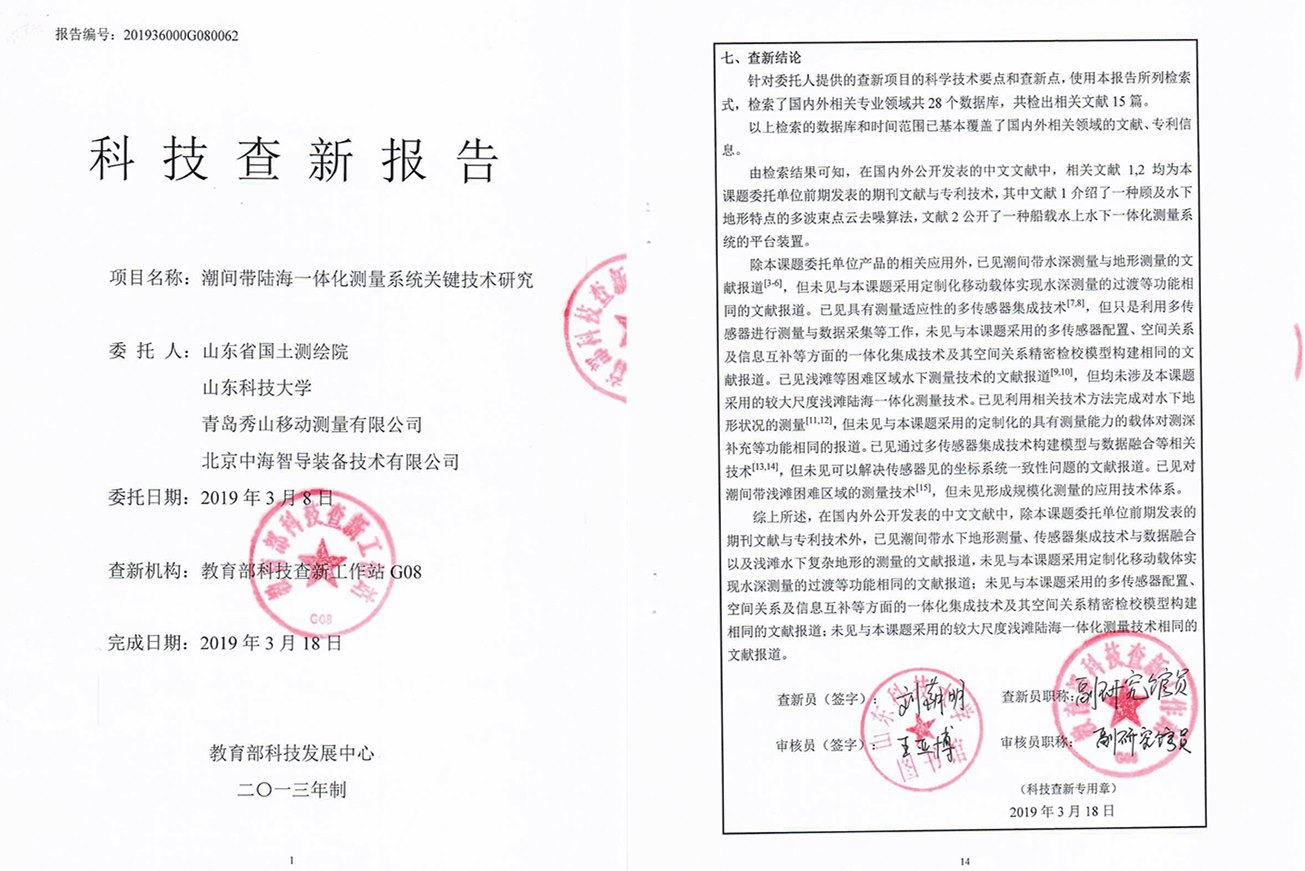 报告编号：201936000G080062
科技查新报告
项目名称：潮间带陆海一体化测量系统关键技术研究
委 托 人：山东省国土测绘院
山东科技大学
青岛秀山移动测量有限公司
北京中海智导装备技术有限公司
委托日期：2019 年 3 月 8 日
查新机构：教育部科技查新工作站 G08
完成日期：2019 年 3 月 18 日
教育部科技查新工作站
G08
教育部科技发展中心
二〇一三年制
1
七、查新结论
针对委托人提供的查新项目的科学技术要点和查新点，使用本报告所列检索
式，检索了国内外相关专业领域共 28 个数据库，共检出相关文献 15 篇。
以上检索的数据库和时间范围已基本覆盖了国内外相关领域的文献、专利信
息。
由检索结果可知，在国内外公开发表的中文文献中，相关文献 1,2 均为本
课题委托单位前期发表的期刊文献与专利技术，其中文献 1 介绍了一种顾及水下
地形特点的多波束点云去噪算法，文献 2 公开了一种船载水上水下一体化测量系
统的平台装置。
除本课题委托单位产品的相关应用外，已见潮间带水深测量与地形测量的文
献报道[3-6]，但未见与本课题采用定制化移动载体实现水深测量的过渡等功能相
同的文献报道。已见具有测量适应性的多传感器集成技术[7,8]，但只是利用多传
感器进行测量与数据采集等工作，未见与本课题采用的多传感器配置、空间关系
及信息互补等方面的一体化集成技术及其空间关系精密检校模型构建相同的文
献报道。已见浅滩等困难区域水下测量技术的文献报道[9,10]，但均未涉及本课题
采用的较大尺度浅滩陆海一体化测量技术。已见利用相关技术方法完成对水下地
形状况的测量[11,12]，但未见与本课题采用的定制化的具有测量能力的载体对测深
补充等功能相同的报道。已见通过多传感器集成技术构建模型与数据融合等相关
技术[13,14]，但未见可以解决传感器见的坐标系统一致性问题的文献报道。已见对
潮间带浅滩困难区域的测量技术[15]，但未见形成规模化测量的应用技术体系。
综上所述，在国内外公开发表的中文文献中，除本课题委托单位前期发表的
期刊文献与专利技术外，已见潮间带水下地形测量、传感器集成技术与数据融合
以及浅滩水下复杂地形的测量的文献报道，未见与本课题采用定制化移动载体实
现水深测量的过渡等功能相同的文献报道；未见与本课题采用的多传感器配置、
空间关系及信息互补等方面的一体化集成技术及其空间关系精密检校模型构建
相同的文献报道；未见与本课题采用的较大尺度浅滩陆海一体化测量技术相同的
文献报道。
查新员（签字）： 查新员职称：副研究馆员
审核员（签字）：王亚博 审核员职称：副研究馆员
山东科技大学
图书馆
教育部科技查新工作站
G08
（科技查新专用章）
2019 年 3 月 18 日
14